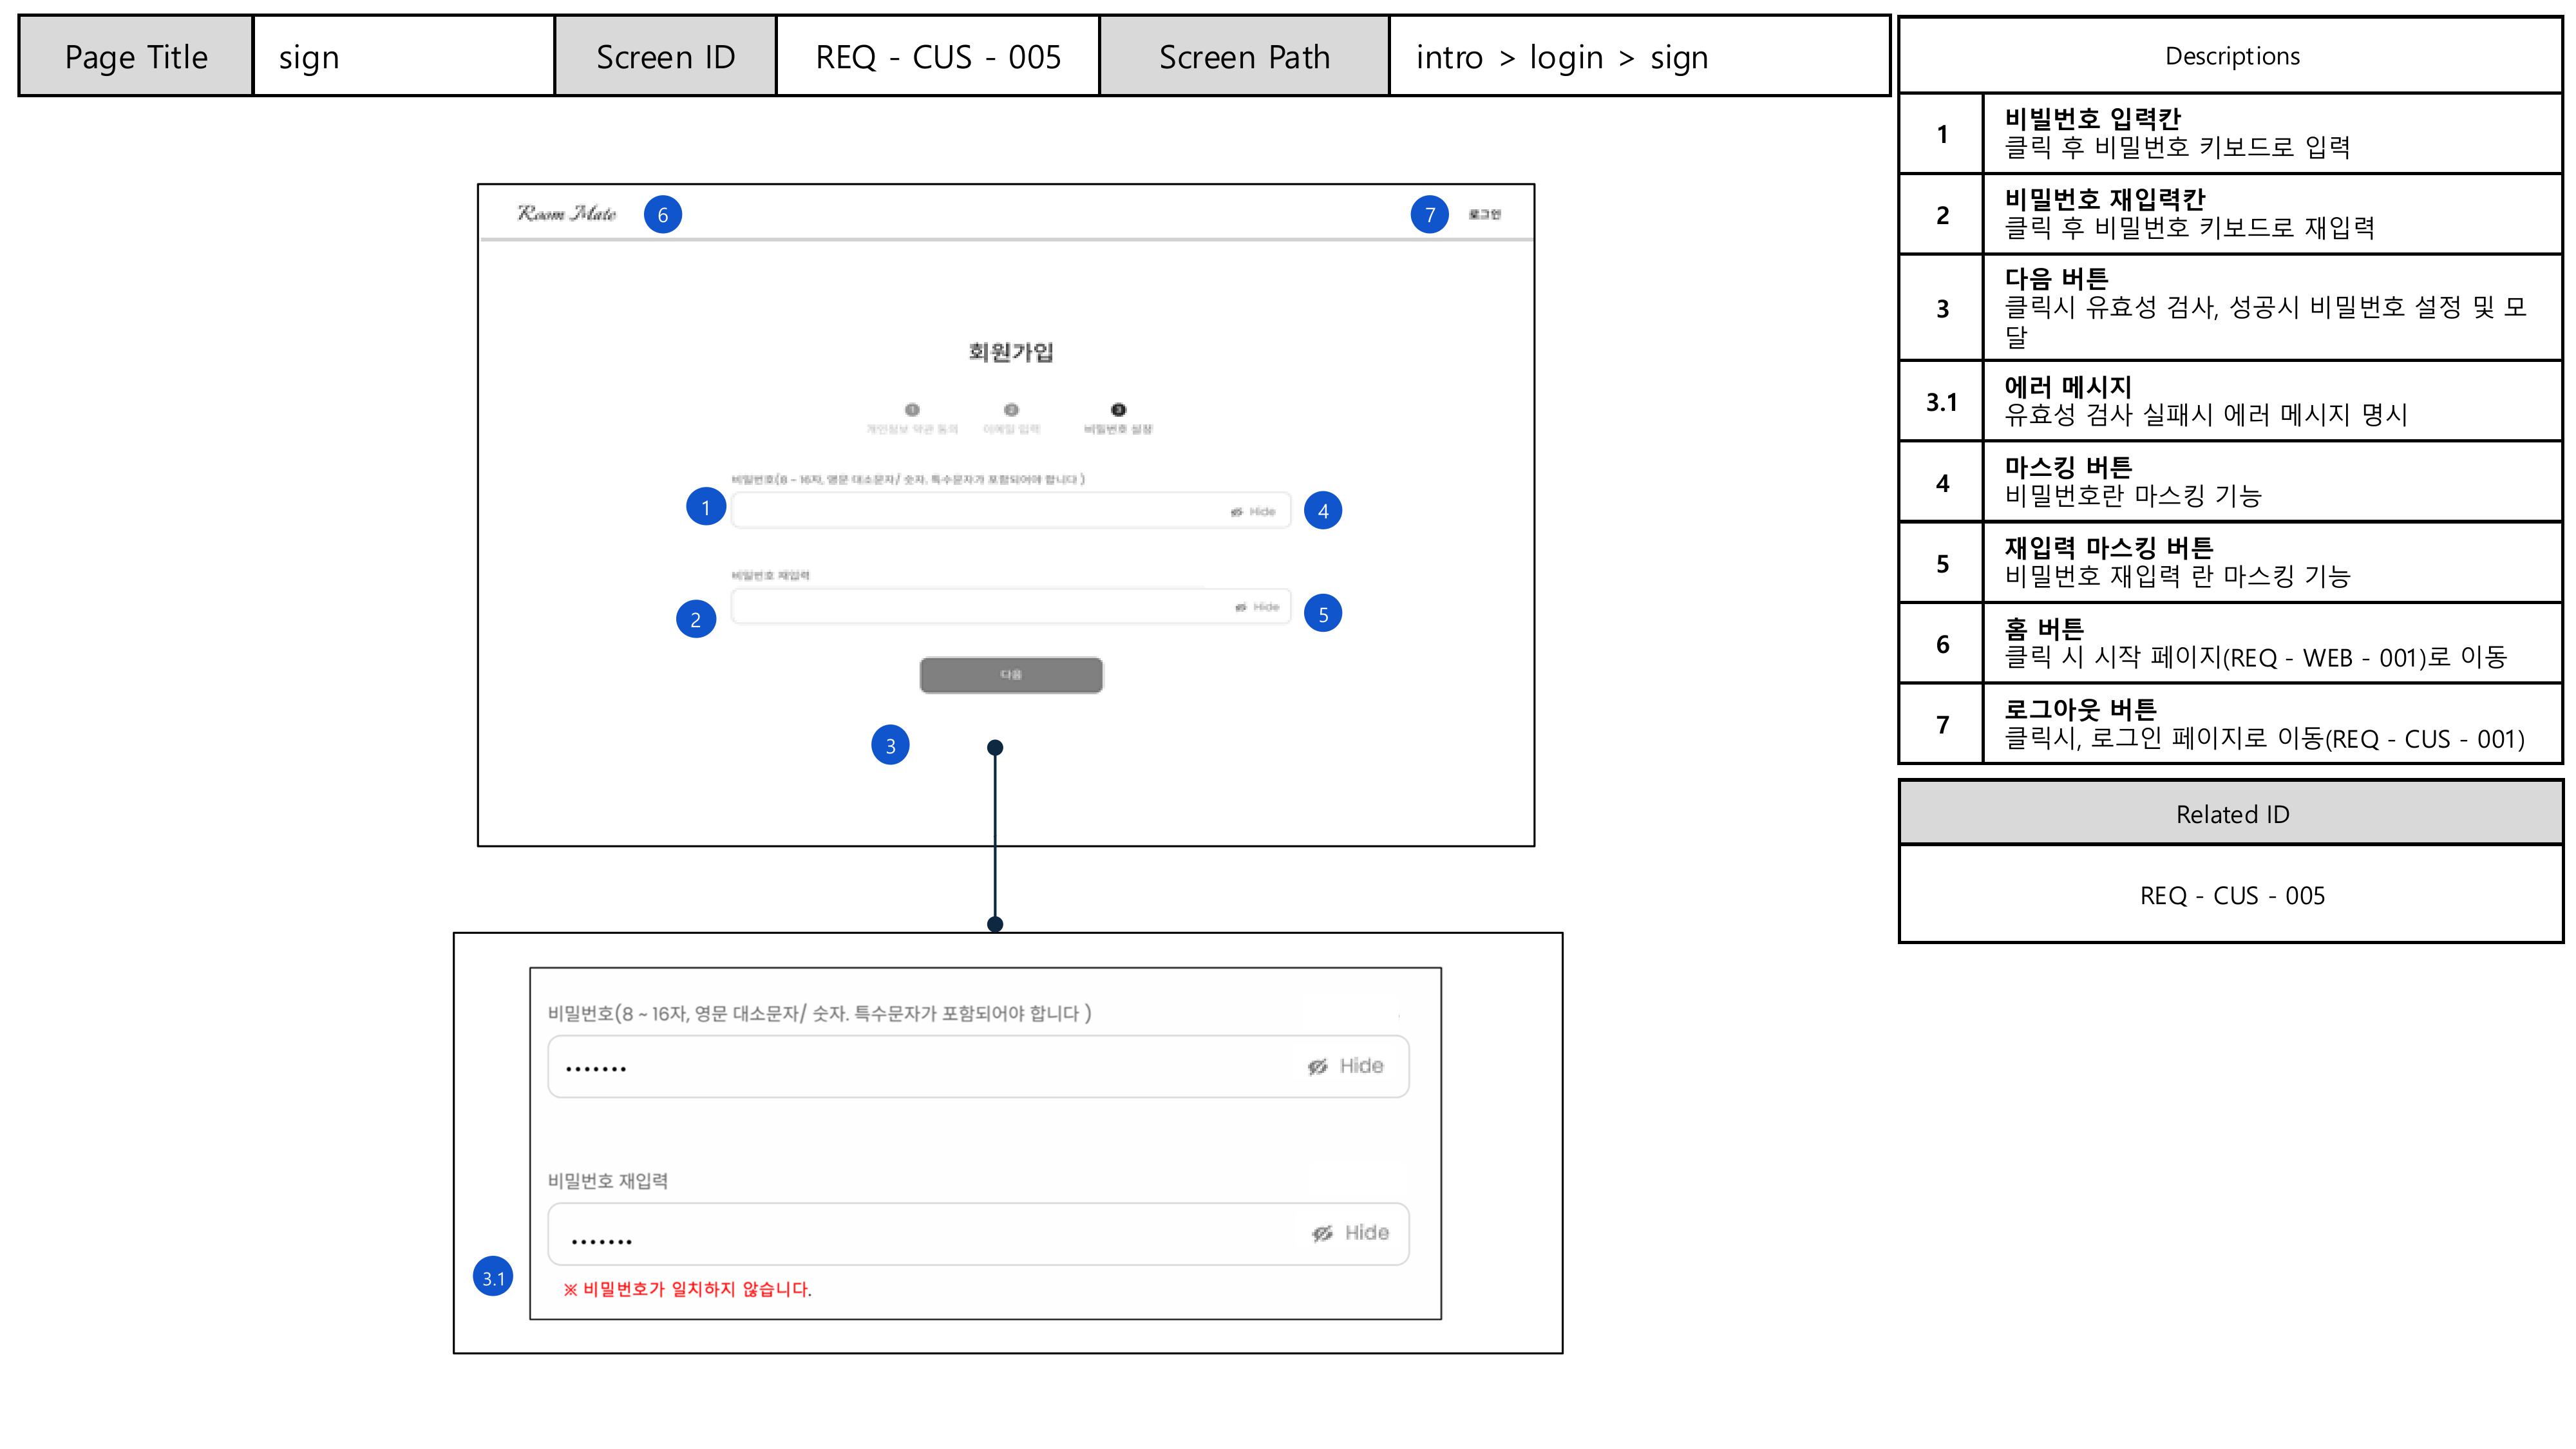 Page Title
sign
Screen ID
REQ - CUS - 005
Screen Path
intro > login > sign
Room Mate
6
7
로그인
회원가입
1
2
3
개인정보 약관 동의
이메일 입력
비밀번호 설정
비밀번호(8 ~ 16자, 영문 대소문자/ 숫자. 특수문자가 포함되어야 합니다 )
1
Hide
4
비밀번호 재입력
2
Hide
5
다음
3
비밀번호(8 ~ 16자, 영문 대소문자/ 숫자. 특수문자가 포함되어야 합니다 )
•••••••
Hide
비밀번호 재입력
•••••••
Hide
3.1
※ 비밀번호가 일치하지 않습니다.
Descriptions
1
비빌번호 입력칸
클릭 후 비밀번호 키보드로 입력
2
비밀번호 재입력칸
클릭 후 비밀번호 키보드로 재입력
3
다음 버튼
클릭시 유효성 검사, 성공시 비밀번호 설정 및 모
달
3.1
에러 메시지
유효성 검사 실패시 에러 메시지 명시
4
마스킹 버튼
비밀번호란 마스킹 기능
5
재입력 마스킹 버튼
비밀번호 재입력 란 마스킹 기능
6
홈 버튼
클릭 시 시작 페이지(REQ - WEB - 001)로 이동
7
로그아웃 버튼
클릭시, 로그인 페이지로 이동(REQ - CUS - 001)
Related ID
REQ - CUS - 005